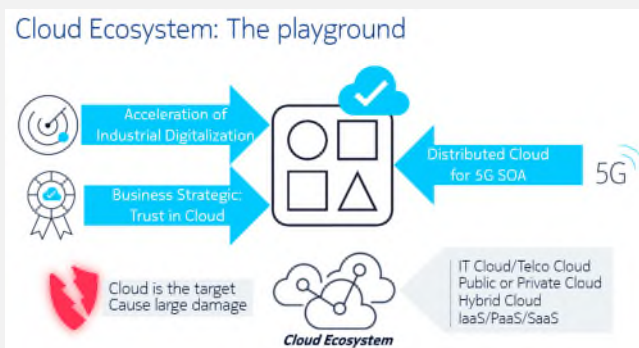 Cloud Ecosystem: The playground
Acceleration of
Industrial Digitalization
Business Strategic:
Trust in Cloud
Distributed Cloud
for 5G SOA
5G
Cloud is the target
Cause large damage
Cloud Ecosystem
IT Cloud/Telco Cloud
Public or Private Cloud
Hybrid Cloud
IaaS/PaaS/SaaS